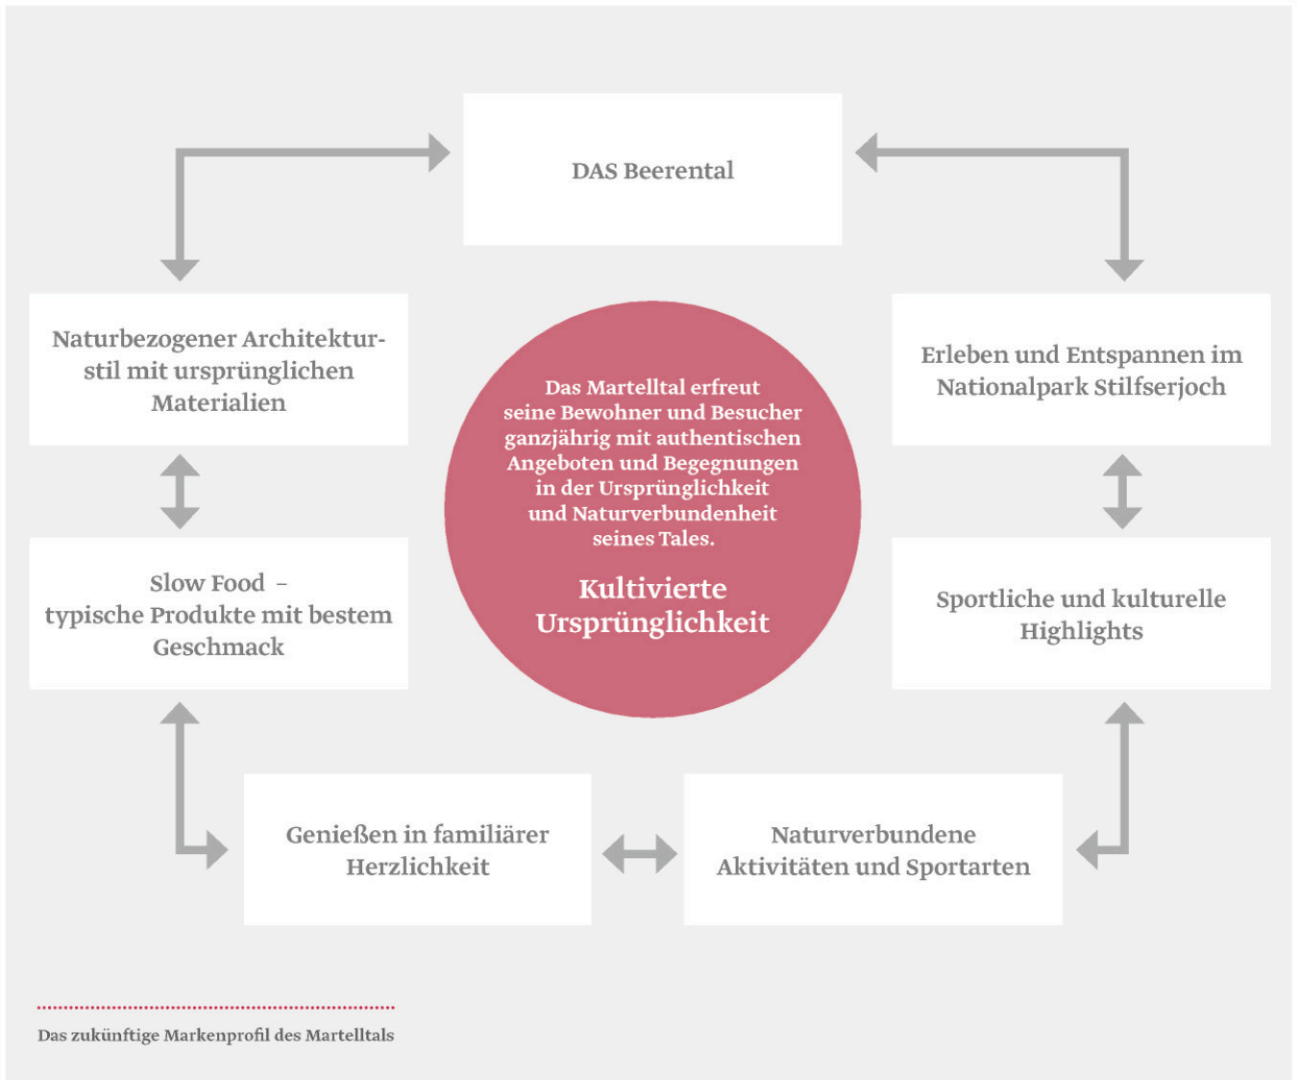 DAS Beerental
Naturbezogener Architektur-
stil mit ursprünglichen
Materialien
Erleben und Entspannen im
Nationalpark Stilfserjoch
Das Martelltal erfreut
seine Bewohner und Besucher
ganzjährig mit authentischen
Angeboten und Begegnungen
in der Ursprünglichkeit
und Naturverbundenheit
seines Tales.
Kultivierte
Ursprünglichkeit
Slow Food –
typische Produkte mit bestem
Geschmack
Sportliche und kulturelle
Highlights
Genießen in familiärer
Herzlichkeit
Naturverbundene
Aktivitäten und Sportarten
Das zukünftige Markenprofil des Martelltals